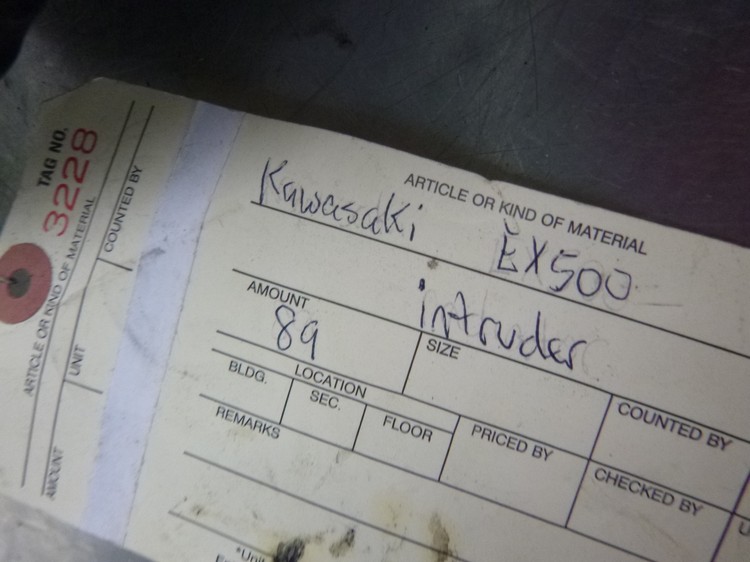 TAG NO.
3228
ARTICLE OR KIND OF MATERIAL
COUNTED BY
UNIT
AMOUNT
ARTICLE OR KIND OF MATERIAL
Kawasaki EX500
intruder
AMOUNT
89
SIZE
COUNTED BY
LOCATION
BLDG.
SEC.
FLOOR
PRICED BY
CHECKED BY
REMARKS